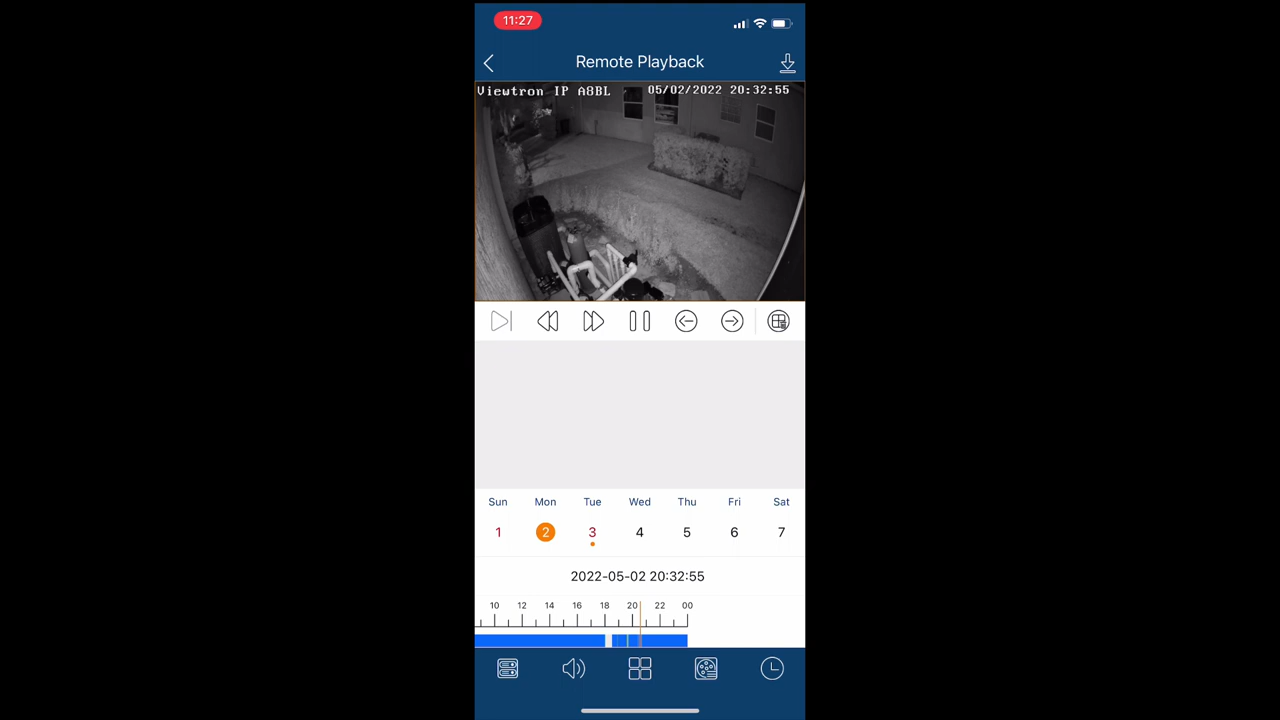 11:27
Remote Playback
Viewtron IP A8BL 05/02/2022 20:32:55
Sun Mon Tue Wed Thu Fri Sat
1 2 3 4 5 6 7
2022-05-02 20:32:55
10 12 14 16 18 20 22 00